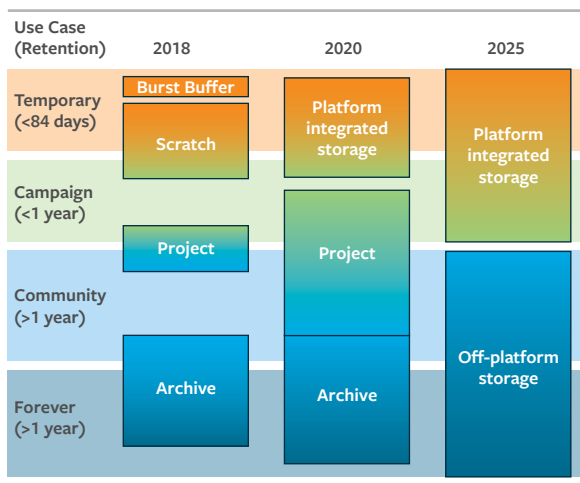 Use Case
(Retention)
2018
2020
2025
Temporary
(<84 days)
Burst Buffer
Scratch
Platform
integrated
storage
Platform
integrated
storage
Campaign
(<1 year)
Project
Project
Community
(>1 year)
Archive
Archive
Off-platform
storage
Forever
(>1 year)